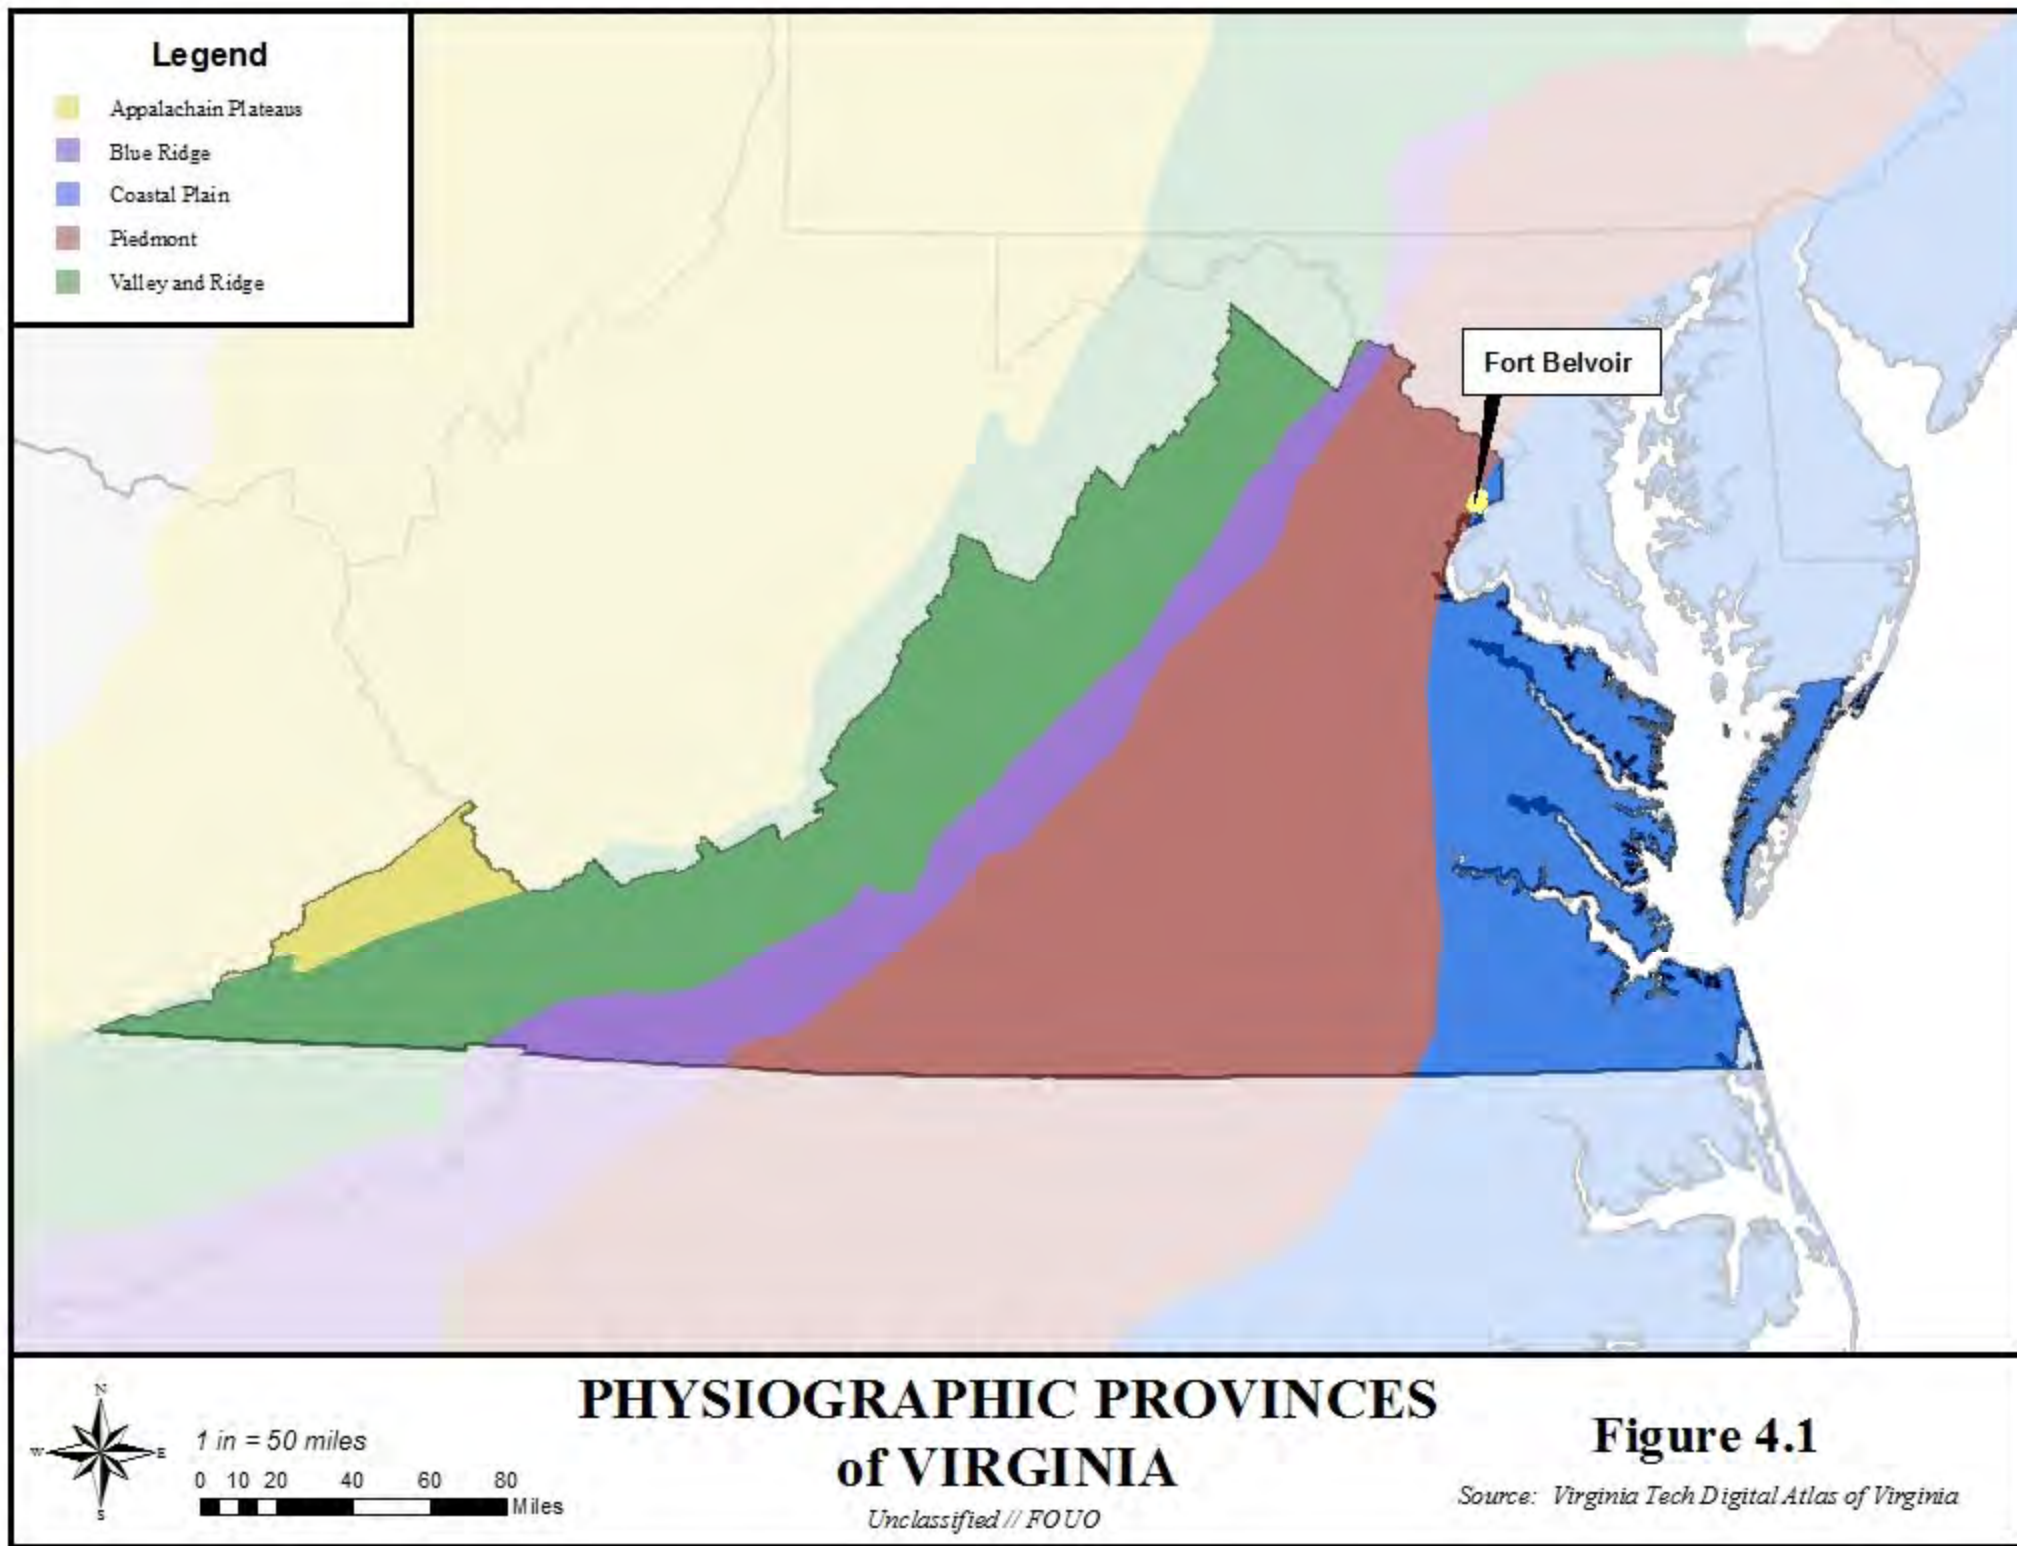 Legend
Appalachain Plateaus
Blue Ridge
Coastal Plain
Piedmont
Valley and Ridge
Fort Belvoir
N
W
E
S
1 in = 50 miles
0 10 20 40 60 80
Miles
PHYSIOGRAPHIC PROVINCES
of VIRGINIA
Unclassified // FOUO
Figure 4.1
Source: Virginia Tech Digital Atlas of Virginia